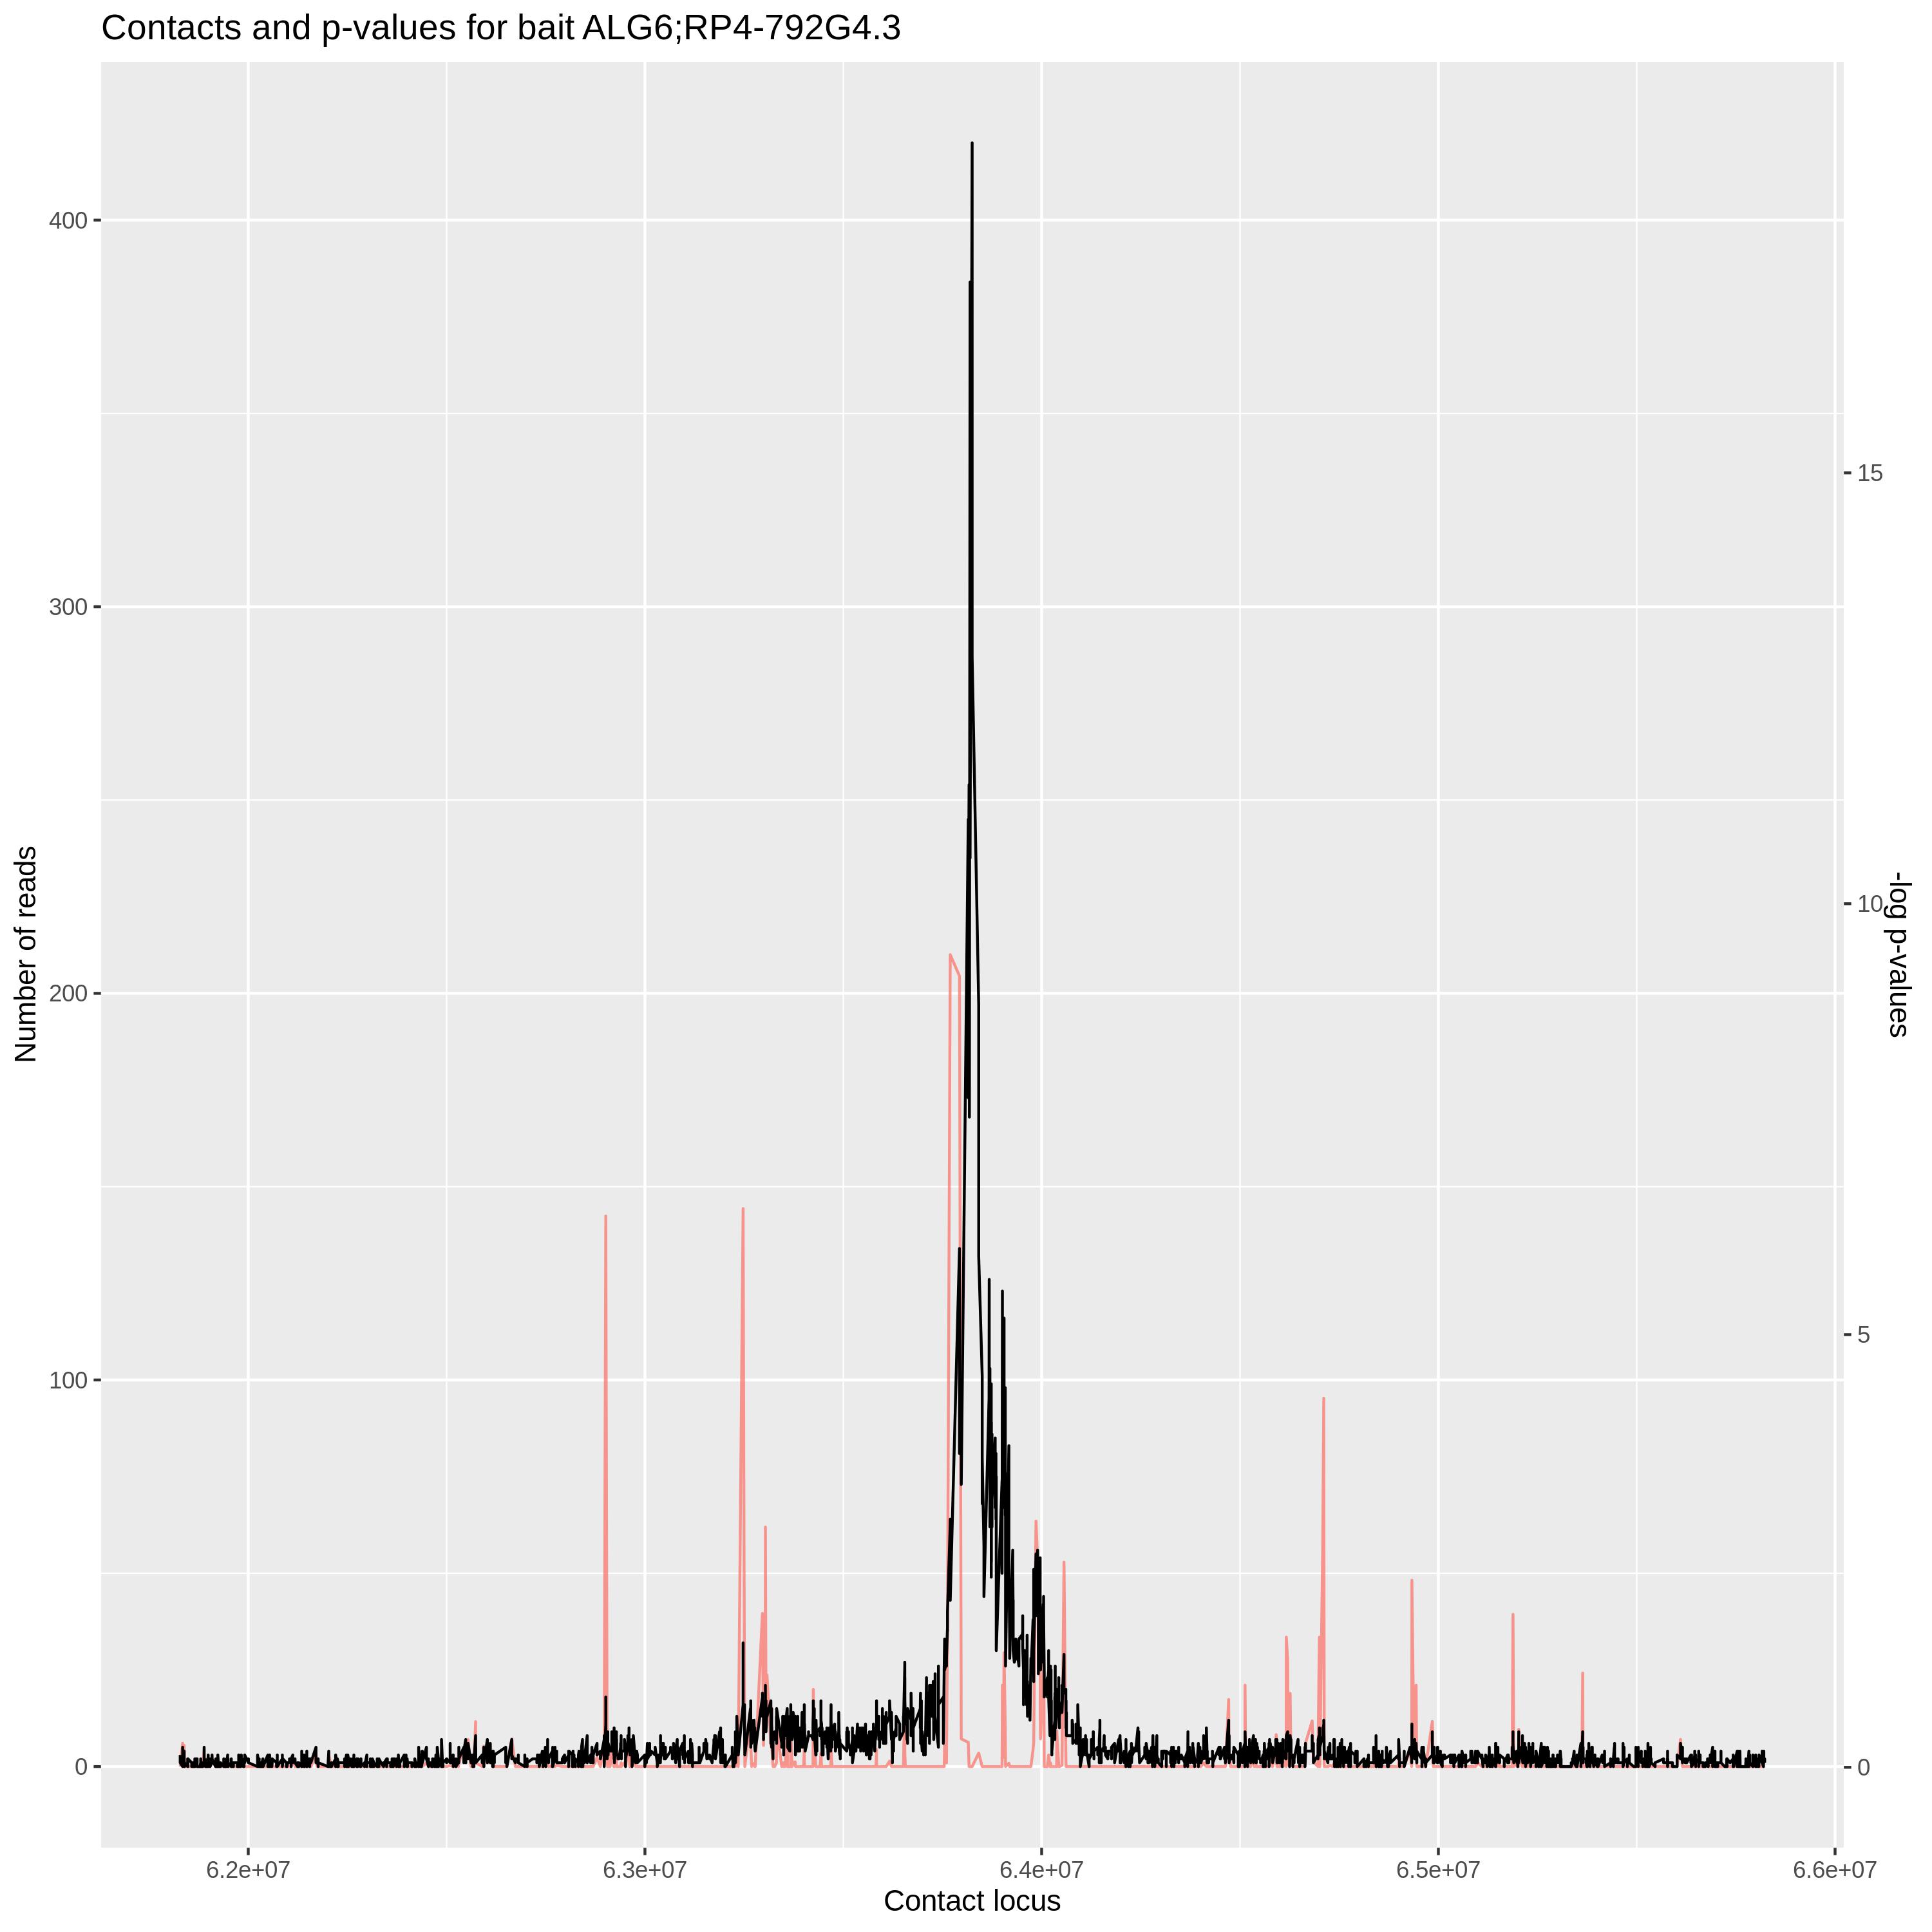 Contacts and p-values for bait ALG6;RP4-792G4.3
400
300
200
100
0
Number of reads
15
10
5
0
-log p-values
6.2e+07
6.3e+07
6.4e+07
6.5e+07
6.6e+07
Contact locus